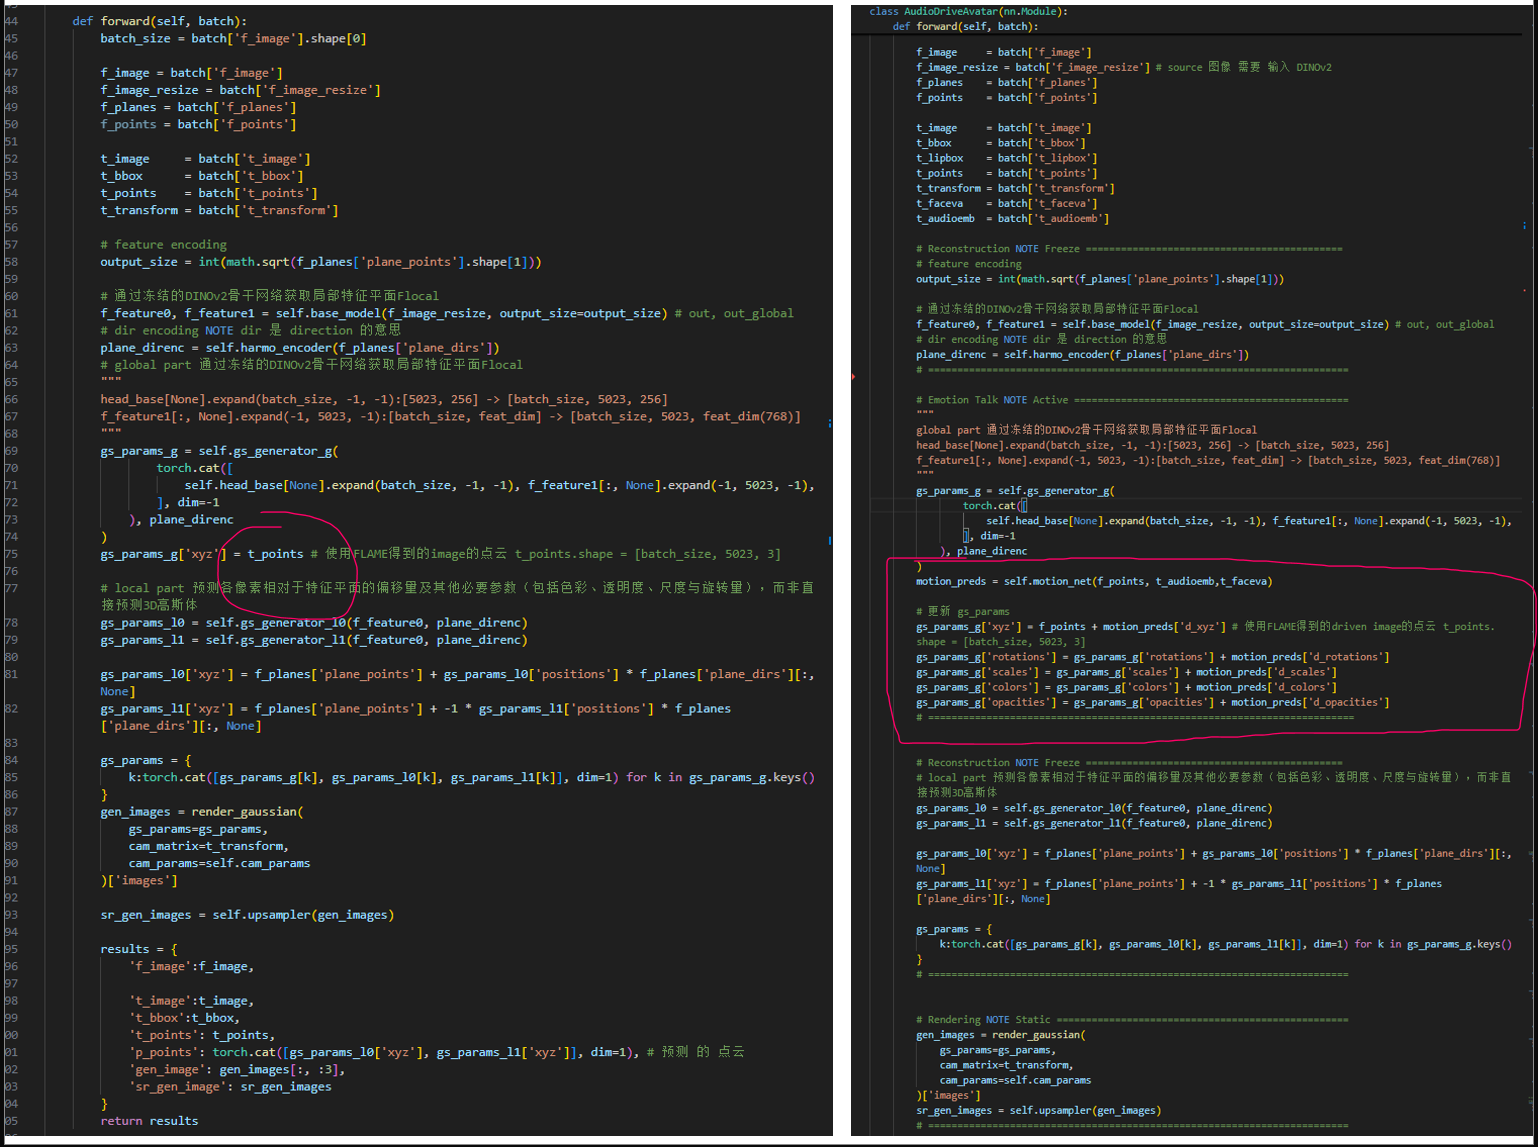 44 def forward(self, batch):
45 batch_size = batch['f_image'].shape[0]
46
47 f_image = batch['f_image']
48 f_image_resize = batch['f_image_resize']
49 f_planes = batch['f_planes']
50 f_points = batch['f_points']
51
52 t_image = batch['t_image']
53 t_bbox = batch['t_bbox']
54 t_points = batch['t_points']
55 t_transform = batch['t_transform']
56
57 # feature encoding
58 output_size = int(math.sqrt(f_planes['plane_points'].shape[1]))
59
60 # 通过冻结的DINOv2骨干网络获取局部特征平面Flocal
61 f_feature0, f_feature1 = self.base_model(f_image_resize, output_size=output_size) # out, out_global
62 # dir encoding NOTE dir 是 direction 的意思
63 plane_direnc = self.harmo_encoder(f_planes['plane_dirs'])
64 # global part 通过冻结的DINOv2骨干网络获取局部特征平面Flocal
65 """
66 head_base[None].expand(batch_size, -1, -1):[5023, 256] -> [batch_size, 5023, 256]
67 f_feature1[:, None].expand(-1, 5023, -1):[batch_size, feat_dim] -> [batch_size, 5023, feat_dim(768)]
68 """
69 gs_params_g = self.gs_generator_g(
70 torch.cat([
71 self.head_base[None].expand(batch_size, -1, -1), f_feature1[:, None].expand(-1, 5023, -1),
72 ], dim=-1
73 ), plane_direnc
74 )
75 gs_params_g['xyz'] = t_points # 使用FLAME得到的image的点云 t_points.shape = [batch_size, 5023, 3]
76
77 # local part 预测各像素相对于特征平面的偏移量及其他必要参数（包括色彩、透明度、尺度与旋转量），而非直
接预测3D高斯体
78 gs_params_l0 = self.gs_generator_l0(f_feature0, plane_direnc)
79 gs_params_l1 = self.gs_generator_l1(f_feature0, plane_direnc)
80
81 gs_params_l0['xyz'] = f_planes['plane_points'] + gs_params_l0['positions'] * f_planes['plane_dirs'][:,
None]
82 gs_params_l1['xyz'] = f_planes['plane_points'] + -1 * gs_params_l1['positions'] * f_planes
['plane_dirs'][:, None]
83
84 gs_params = {
85 k:torch.cat([gs_params_g[k], gs_params_l0[k], gs_params_l1[k]], dim=1) for k in gs_params_g.keys()
86 }
87 gen_images = render_gaussian(
88 gs_params=gs_params,
89 cam_matrix=t_transform,
90 cam_params=self.cam_params
91 )['images']
92
93 sr_gen_images = self.upsampler(gen_images)
94
95 results = {
96 'f_image':f_image,
97
98 't_image':t_image,
99 't_bbox':t_bbox,
00 't_points': t_points,
01 'p_points': torch.cat([gs_params_l0['xyz'], gs_params_l1['xyz']], dim=1), # 预测 的 点云
02 'gen_image': gen_images[:, :3],
03 'sr_gen_image': sr_gen_images
04 }
05 return results
class AudioDriveAvatar(nn.Module):
def forward(self, batch):
f_image = batch['f_image']
f_image_resize = batch['f_image_resize'] # source 图像 需要 输入 DINOv2
f_planes = batch['f_planes']
f_points = batch['f_points']
t_image = batch['t_image']
t_bbox = batch['t_bbox']
t_lipbox = batch['t_lipbox']
t_points = batch['t_points']
t_transform = batch['t_transform']
t_faceva = batch['t_faceva']
t_audioemb = batch['t_audioemb']
# Reconstruction NOTE Freeze ============================================
# feature encoding
output_size = int(math.sqrt(f_planes['plane_points'].shape[1]))
# 通过冻结的DINOv2骨干网络获取局部特征平面Flocal
f_feature0, f_feature1 = self.base_model(f_image_resize, output_size=output_size) # out, out_global
# dir encoding NOTE dir 是 direction 的意思
plane_direnc = self.harmo_encoder(f_planes['plane_dirs'])
# ========================================================================
# Emotion Talk NOTE Active ===============================================
"""
global part 通过冻结的DINOv2骨干网络获取局部特征平面Flocal
head_base[None].expand(batch_size, -1, -1):[5023, 256] -> [batch_size, 5023, 256]
f_feature1[:, None].expand(-1, 5023, -1):[batch_size, feat_dim] -> [batch_size, 5023, feat_dim(768)]
"""
gs_params_g = self.gs_generator_g(
torch.cat([
self.head_base[None].expand(batch_size, -1, -1), f_feature1[:, None].expand(-1, 5023, -1),
], dim=-1
), plane_direnc
)
motion_preds = self.motion_net(f_points, t_audioemb,t_faceva)
# 更新 gs_params
gs_params_g['xyz'] = f_points + motion_preds['d_xyz'] # 使用FLAME得到的driven image的点云 t_points.
shape = [batch_size, 5023, 3]
gs_params_g['rotations'] = gs_params_g['rotations'] + motion_preds['d_rotations']
gs_params_g['scales'] = gs_params_g['scales'] + motion_preds['d_scales']
gs_params_g['colors'] = gs_params_g['colors'] + motion_preds['d_colors']
gs_params_g['opacities'] = gs_params_g['opacities'] + motion_preds['d_opacities']
# =========================================================================
# Reconstruction NOTE Freeze ============================================
# local part 预测各像素相对于特征平面的偏移量及其他必要参数（包括色彩、透明度、尺度与旋转量），而非直
接预测3D高斯体
gs_params_l0 = self.gs_generator_l0(f_feature0, plane_direnc)
gs_params_l1 = self.gs_generator_l1(f_feature0, plane_direnc)
gs_params_l0['xyz'] = f_planes['plane_points'] + gs_params_l0['positions'] * f_planes['plane_dirs'][:,
None]
gs_params_l1['xyz'] = f_planes['plane_points'] + -1 * gs_params_l1['positions'] * f_planes
['plane_dirs'][:, None]
gs_params = {
k:torch.cat([gs_params_g[k], gs_params_l0[k], gs_params_l1[k]], dim=1) for k in gs_params_g.keys()
}
# ========================================================================
# Rendering NOTE Static ==================================================
gen_images = render_gaussian(
gs_params=gs_params,
cam_matrix=t_transform,
cam_params=self.cam_params
)['images']
sr_gen_images = self.upsampler(gen_images)
# ========================================================================